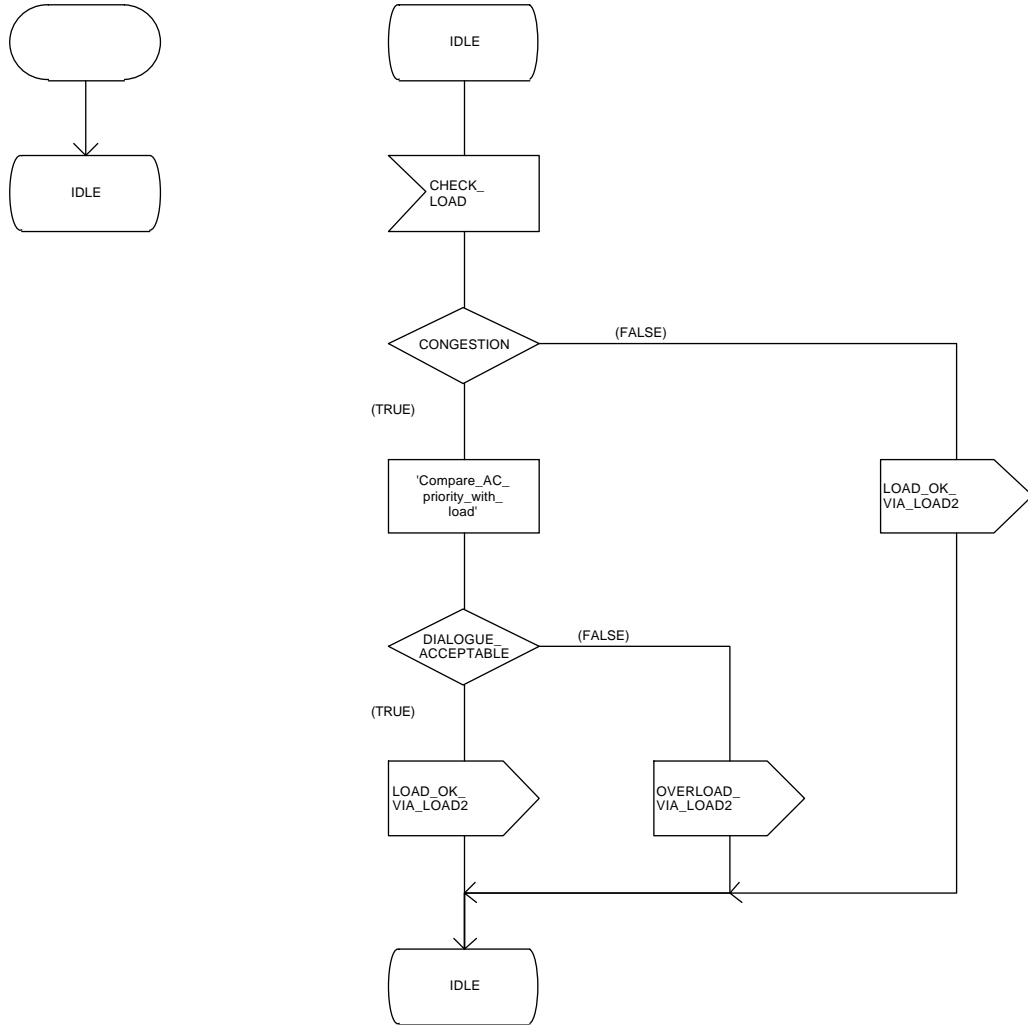 IDLE
IDLE
CHECK_
LOAD
CONGESTION
(FALSE)
(TRUE)
'Compare_AC_
priority_with_
load'
LOAD_OK_
VIA_LOAD2
DIALOGUE_
ACCEPTABLE
(FALSE)
(TRUE)
LOAD_OK_
VIA_LOAD2
OVERLOAD_
VIA_LOAD2
IDLE